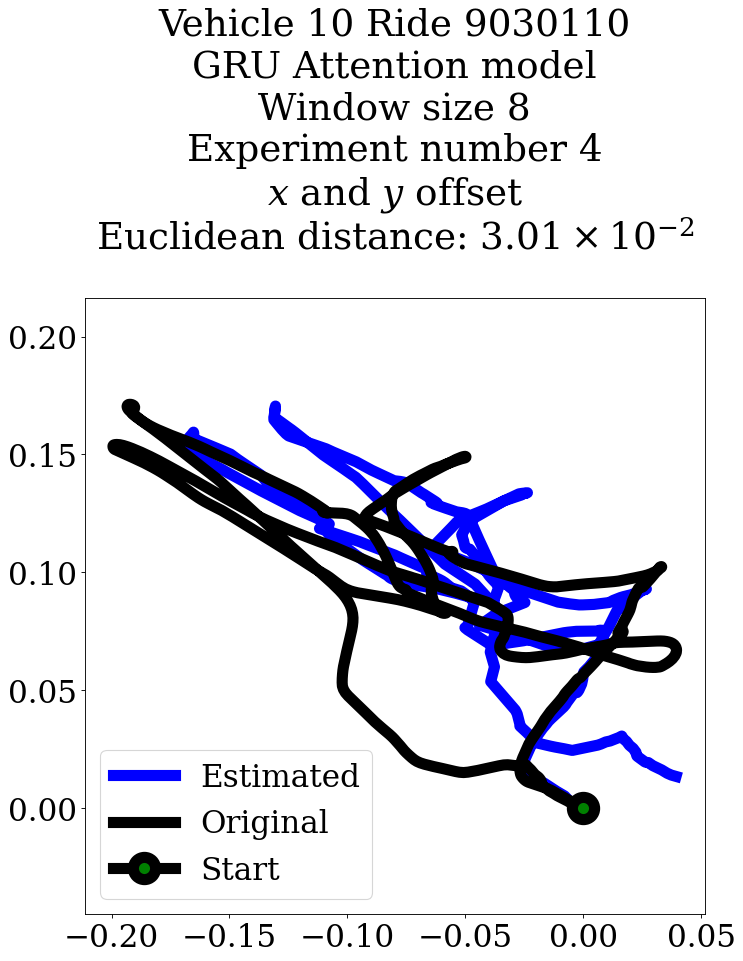 Vehicle 10 Ride 9030110
GRU Attention model
Window size 8
Experiment number 4
x and y offset
Euclidean distance: 3.01 × 10⁻²
0.20
0.15
0.10
0.05
0.00
Estimated
Original
Start
−0.20 −0.15 −0.10 −0.05 0.00 0.05